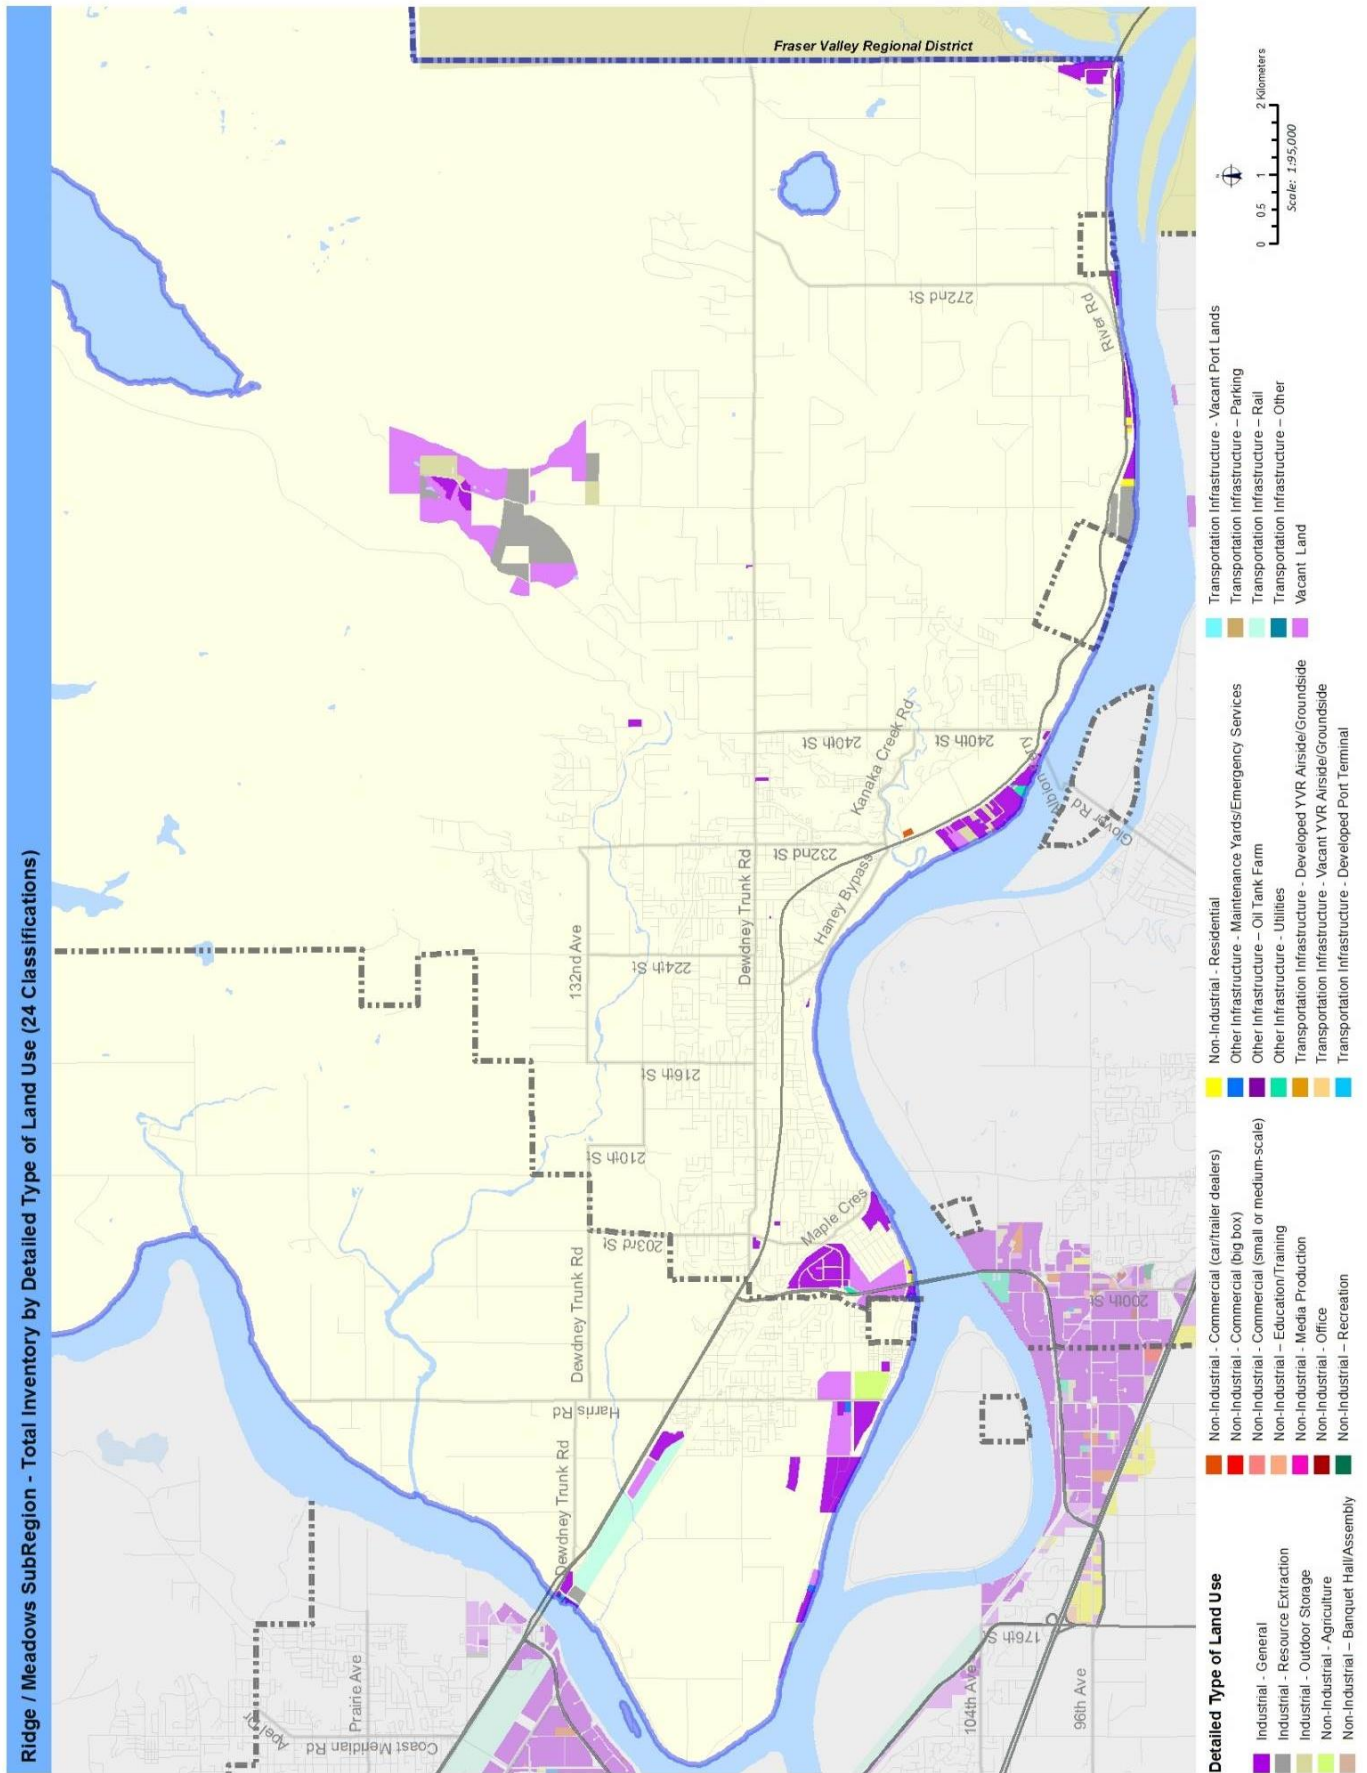 Ridge / Meadows SubRegion - Total Inventory by Detailed Type of Land Use (24 Classifications)
Fraser Valley Regional District
Apel Dr
Prairie Ave
Coast Meridian Rd
Dewdney Trunk Rd
Harris Rd
Dewdney Trunk Rd
203rd St
210th St
216th St
132nd Ave
224th St
Dewdney Trunk Rd
232nd St
240th St
240th St
272nd St
River Rd
Haney Bypass
Kanaka Creek Rd
Maple Cres
Albion Ferry
Glover Rd
200th St
176th St
104th Ave
96th Ave
0 0.5 1 2 Kilometers
Scale: 1:95,000
N
Detailed Type of Land Use
Industrial - General
Industrial - Resource Extraction
Industrial - Outdoor Storage
Non-Industrial - Agriculture
Non-Industrial – Banquet Hall/Assembly
Non-Industrial - Commercial (car/trailer dealers)
Non-Industrial - Commercial (big box)
Non-Industrial - Commercial (small or medium-scale)
Non-Industrial – Education/Training
Non-Industrial - Media Production
Non-Industrial - Office
Non-Industrial – Recreation
Non-Industrial - Residential
Other Infrastructure - Maintenance Yards/Emergency Services
Other Infrastructure – Oil Tank Farm
Other Infrastructure - Utilities
Transportation Infrastructure - Developed YVR Airside/Groundside
Transportation Infrastructure - Vacant YVR Airside/Groundside
Transportation Infrastructure - Developed Port Terminal
Transportation Infrastructure - Vacant Port Lands
Transportation Infrastructure – Parking
Transportation Infrastructure – Rail
Transportation Infrastructure – Other
Vacant Land